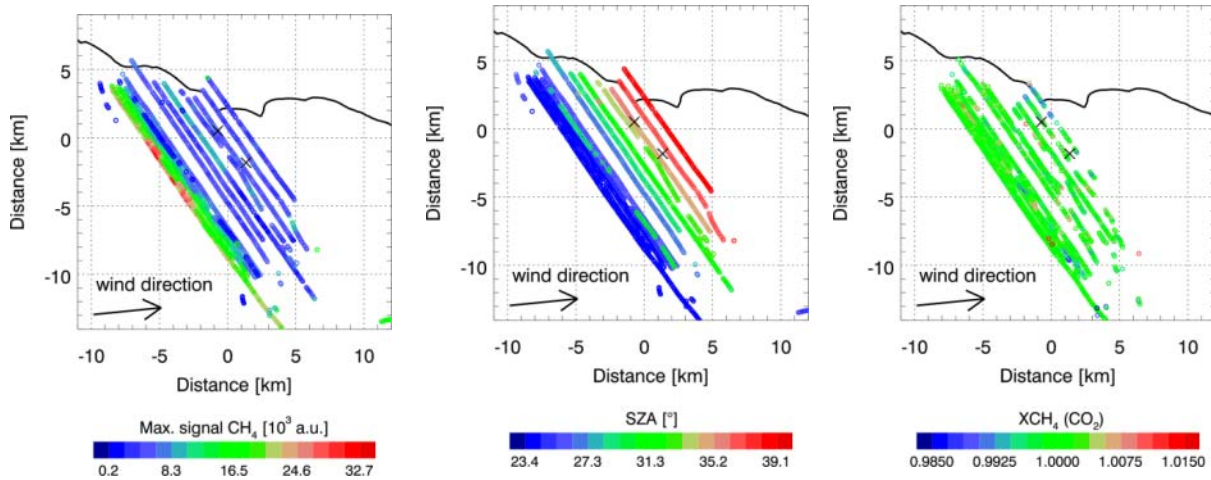 5
0
-5
-10
Distance [km]
wind direction
-10 -5 0 5 10
Distance [km]
Max. signal CH₄ [10³ a.u.]
0.2 8.3 16.5 24.6 32.7
5
0
-5
-10
Distance [km]
wind direction
-10 -5 0 5 10
Distance [km]
SZA [°]
23.4 27.3 31.3 35.2 39.1
5
0
-5
-10
Distance [km]
wind direction
-10 -5 0 5 10
Distance [km]
XCH₄ (CO₂)
0.9850 0.9925 1.0000 1.0075 1.0150